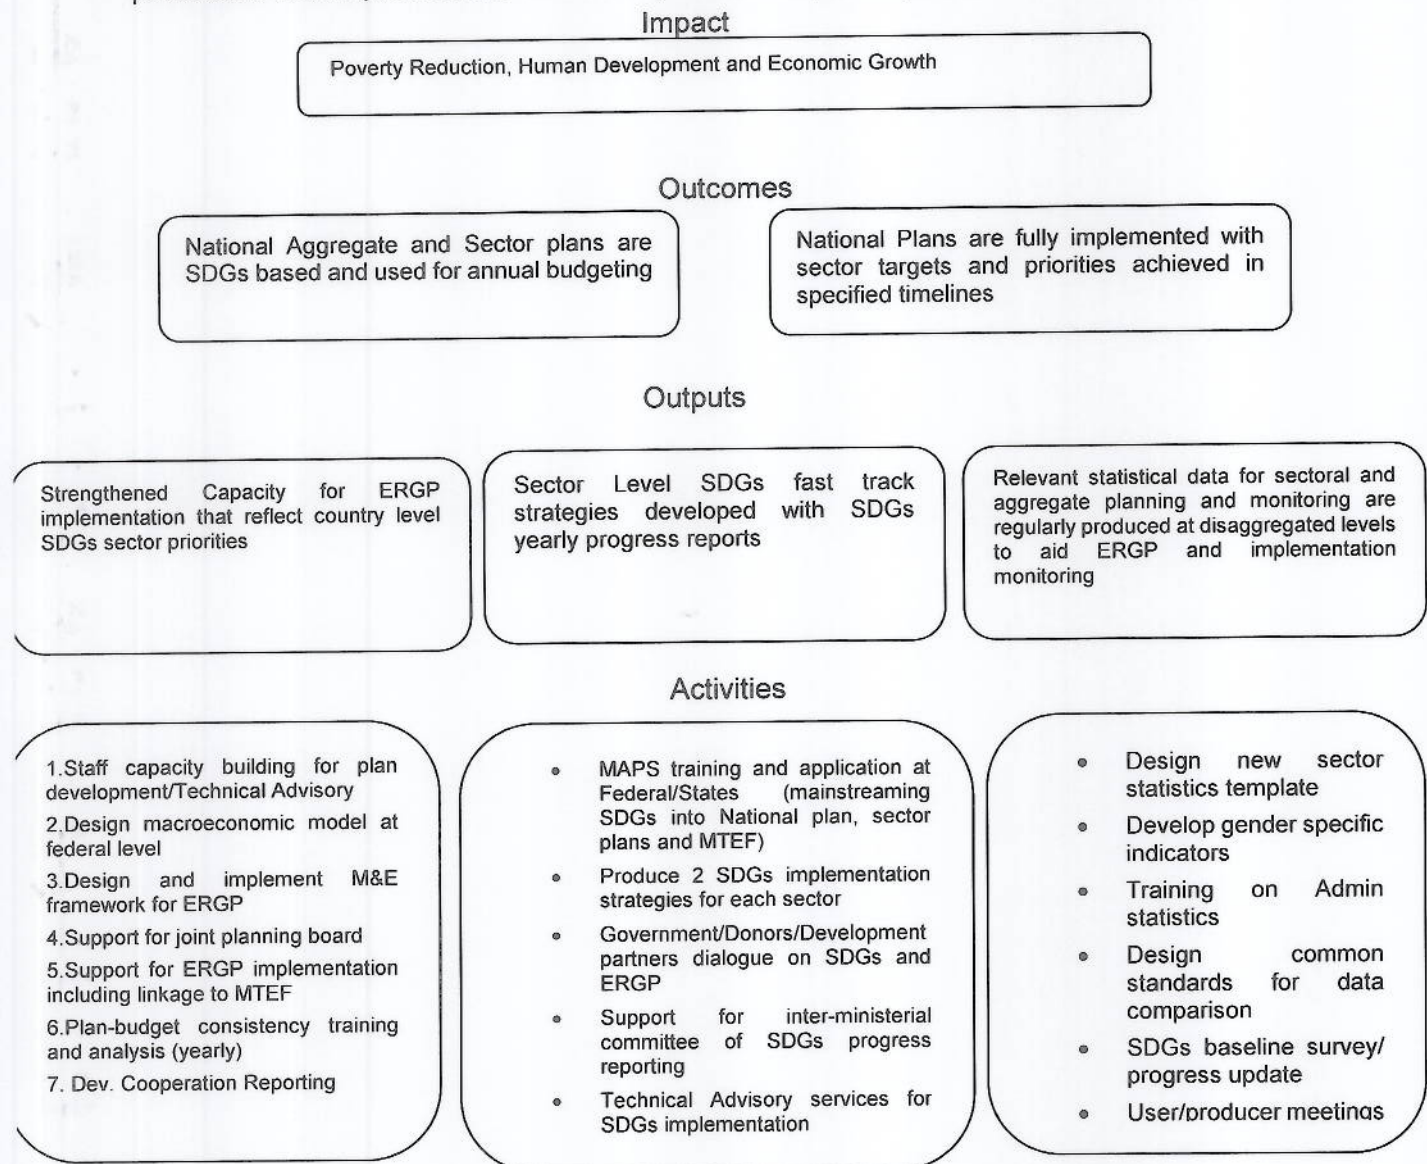 Impact
Poverty Reduction, Human Development and Economic Growth
Outcomes
National Aggregate and Sector plans are
SDGs based and used for annual budgeting
National Plans are fully implemented with
sector targets and priorities achieved in
specified timelines
Outputs
Strengthened Capacity for ERGP
implementation that reflect country level
SDGs sector priorities
Sector Level SDGs fast track
strategies developed with SDGs
yearly progress reports
Relevant statistical data for sectoral and
aggregate planning and monitoring are
regularly produced at disaggregated levels
to aid ERGP and implementation
monitoring
Activities
1.Staff capacity building for plan
development/Technical Advisory
2.Design macroeconomic model at
federal level
3.Design and implement M&E
framework for ERGP
4.Support for joint planning board
5.Support for ERGP implementation
including linkage to MTEF
6.Plan-budget consistency training
and analysis (yearly)
7. Dev. Cooperation Reporting
• MAPS training and application at
Federal/States (mainstreaming
SDGs into National plan, sector
plans and MTEF)
• Produce 2 SDGs implementation
strategies for each sector
• Government/Donors/Development
partners dialogue on SDGs and
ERGP
• Support for inter-ministerial
committee of SDGs progress
reporting
• Technical Advisory services for
SDGs implementation
• Design new sector
statistics template
• Develop gender specific
indicators
• Training on Admin
statistics
• Design common
standards for data
comparison
• SDGs baseline survey/
progress update
• User/producer meetings